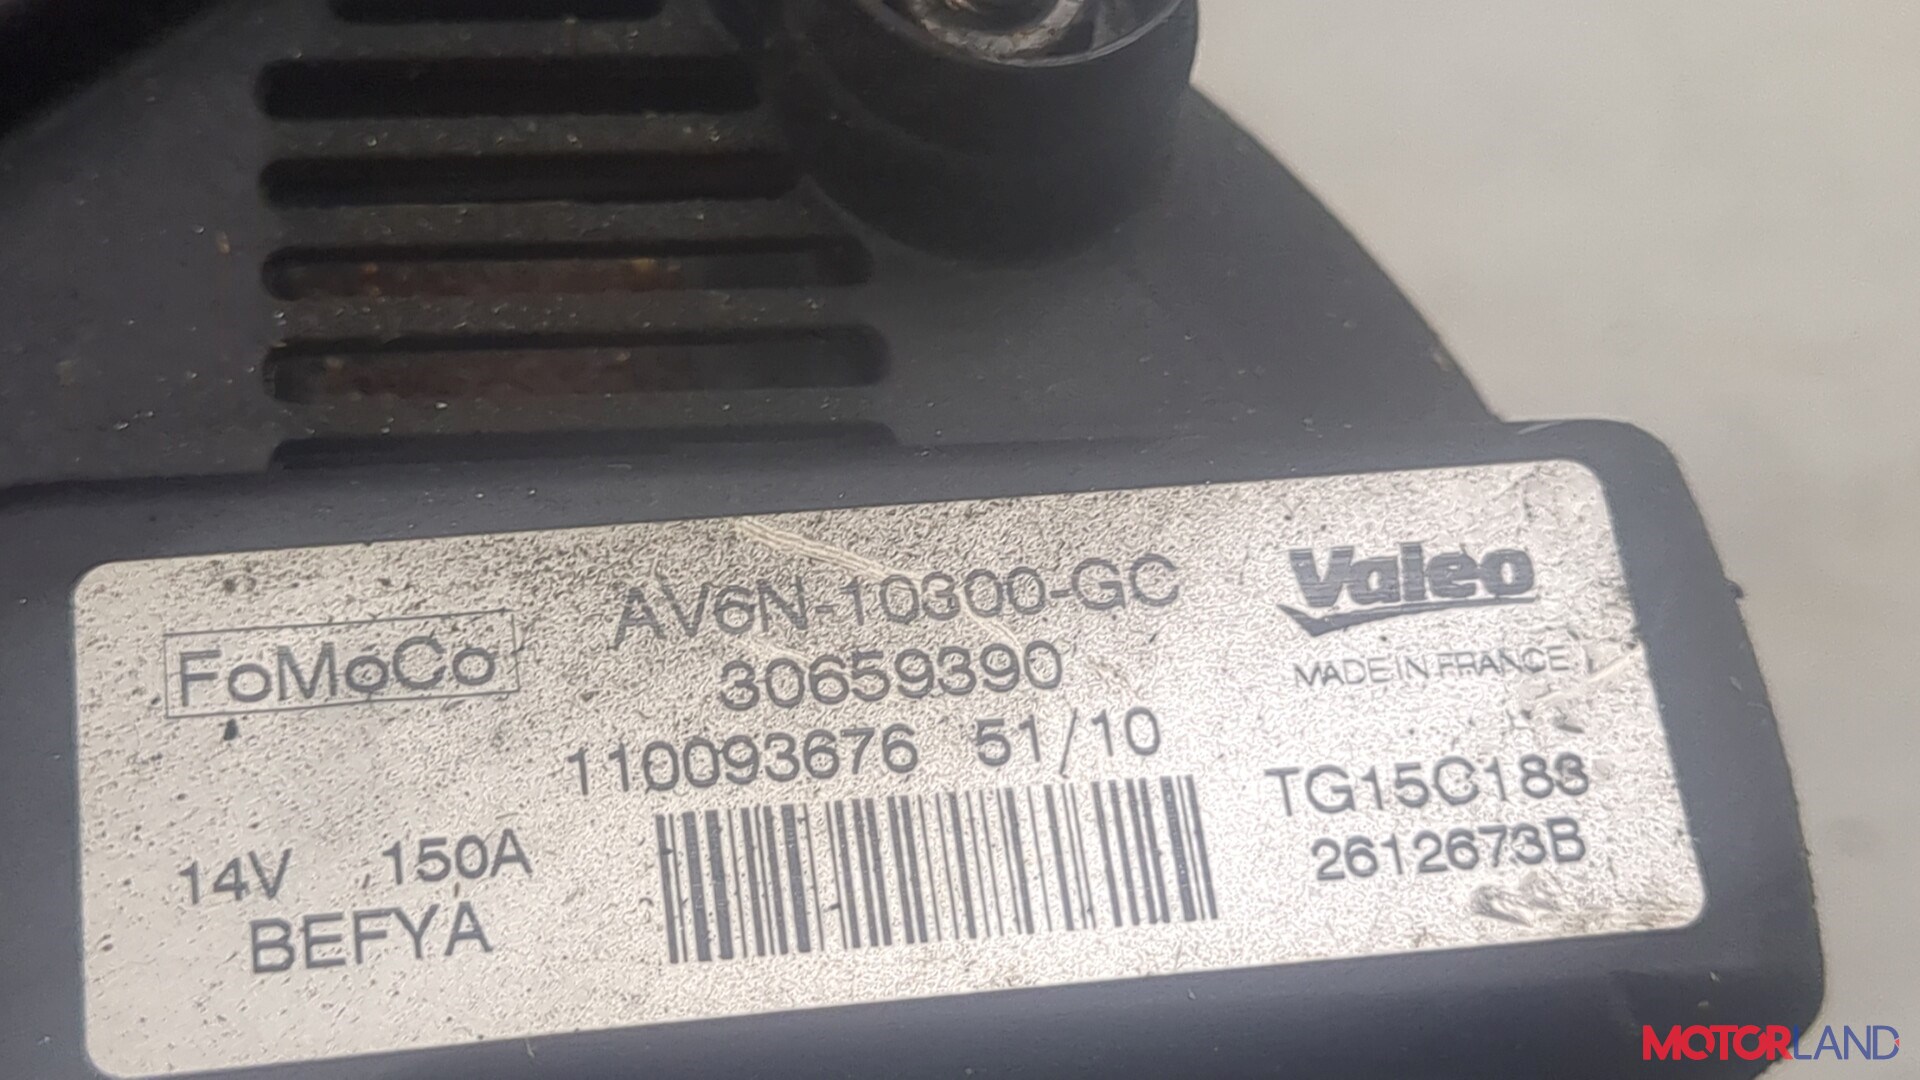 FoMoCo
AV6N-10300-GC
30659390
110093676 51/10
14V 150A
BEFYA
Valeo
MADE IN FRANCE
TG15C188
2612673B
MOTORLAND